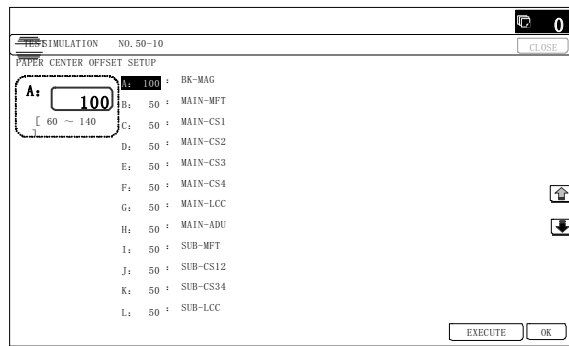 0
TEST SIMULATION NO.50-10
CLOSE
PAPER CENTER OFFSET SETUP
A: 100
[ 60 ～ 140 ]
A: 100 : BK-MAG
B: 50 : MAIN-MFT
C: 50 : MAIN-CS1
D: 50 : MAIN-CS2
E: 50 : MAIN-CS3
F: 50 : MAIN-CS4
G: 50 : MAIN-LCC
H: 50 : MAIN-ADU
I: 50 : SUB-MFT
J: 50 : SUB-CS12
K: 50 : SUB-CS34
L: 50 : SUB-LCC
EXECUTE OK